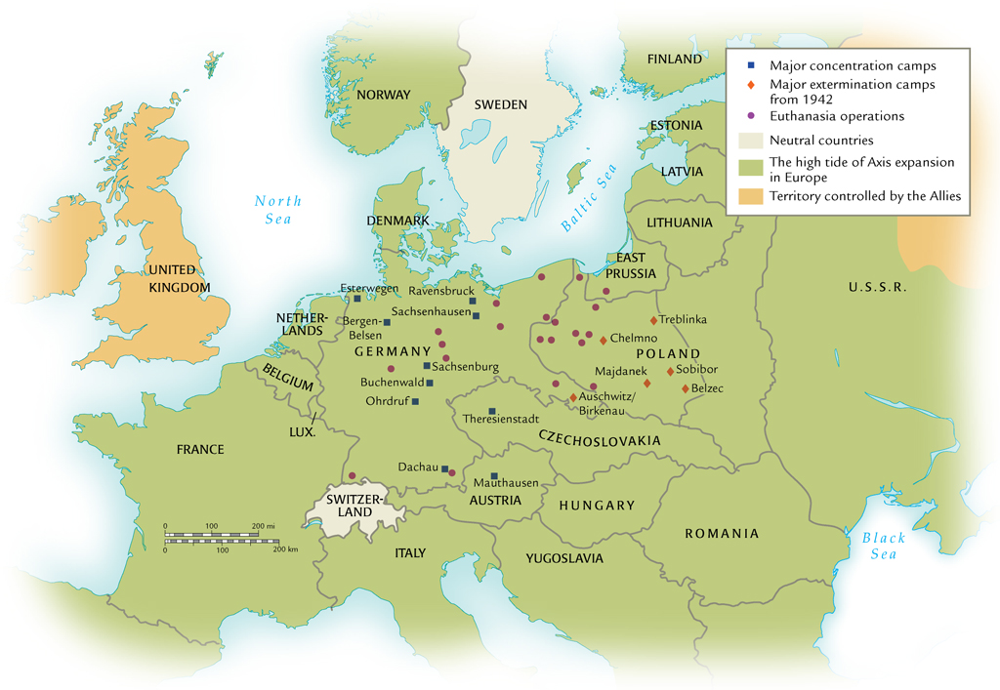 FINLAND
NORWAY
SWEDEN
ESTONIA
LATVIA
Baltic Sea
North
Sea
DENMARK
LITHUANIA
EAST
PRUSSIA
UNITED
KINGDOM
U.S.S.R.
Major concentration camps
Major extermination camps
from 1942
Euthanasia operations
Neutral countries
The high tide of Axis expansion
in Europe
Territory controlled by the Allies
Esterwegen
Ravensbruck
Sachsenhausen
NETHER-
LANDS
Bergen-
Belsen
Treblinka
Chelmno
GERMANY
POLAND
BELGIUM
Sachsenburg
Majdanek
Sobibor
Buchenwald
Belzec
Ohrdruf
Auschwitz/
Birkenau
Theresienstadt
LUX.
CZECHOSLOVAKIA
FRANCE
Dachau
Mauthausen
AUSTRIA
SWITZER-
LAND
HUNGARY
ROMANIA
Black
Sea
0 100 200 mi
0 100 200 km
ITALY
YUGOSLAVIA